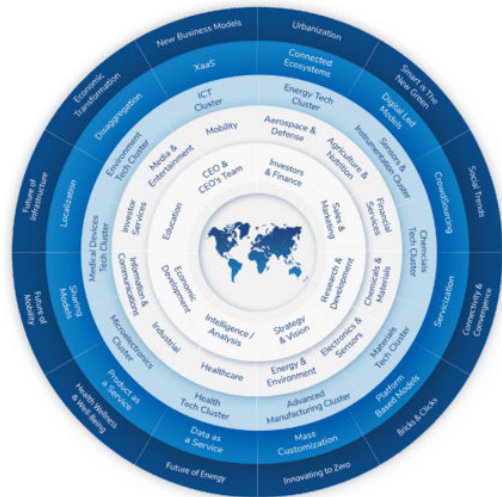 Urbanization
Smart is The
New Green
Social Trends
Connectivity &
Convergence
Bricks & Clicks
Innovating to Zero
Future of Energy
Health Wellness
& Well-Being
Future of
Mobility
Future of
Infrastructure
Economic
Transformation
New Business Models
Connected
Ecosystems
Digital Led
Models
CrowdSourcing
Servicization
Platform
Based Models
Mass
Customization
Data as
a Service
Product as
a Service
Sharing
Models
Localization
Disaggregation
XaaS
Energy Tech
Cluster
Sensors &
Instrumentation Cluster
Chemcials
Tech Cluster
Materials
Tech Cluster
Advanced
Manufacturing Cluster
Health
Tech Cluster
Microelectronics
Cluster
Medical Devices
Tech Cluster
Environment
Tech Cluster
ICT
Cluster
Aerospace &
Defense
Agriculture &
Nutrition
Financial
Services
Chemicals &
Materials
Electronics &
Sensors
Energy &
Environment
Healthcare
Industrial
Information &
Communications
Investor
Services
Media &
Entertainment
Mobility
Investors
& Finance
Sales &
Marketing
Research &
Development
Strategy
& Vision
Intelligence /
Analysis
Economic
Development
Education
CEO &
CEO's Team